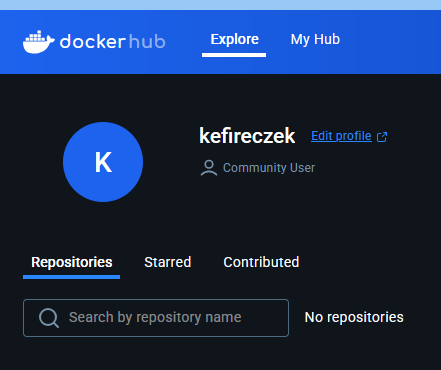 dockerhub Explore My Hub
K
kefireczek Edit profile
Community User
Repositories Starred Contributed
Search by repository name No repositories